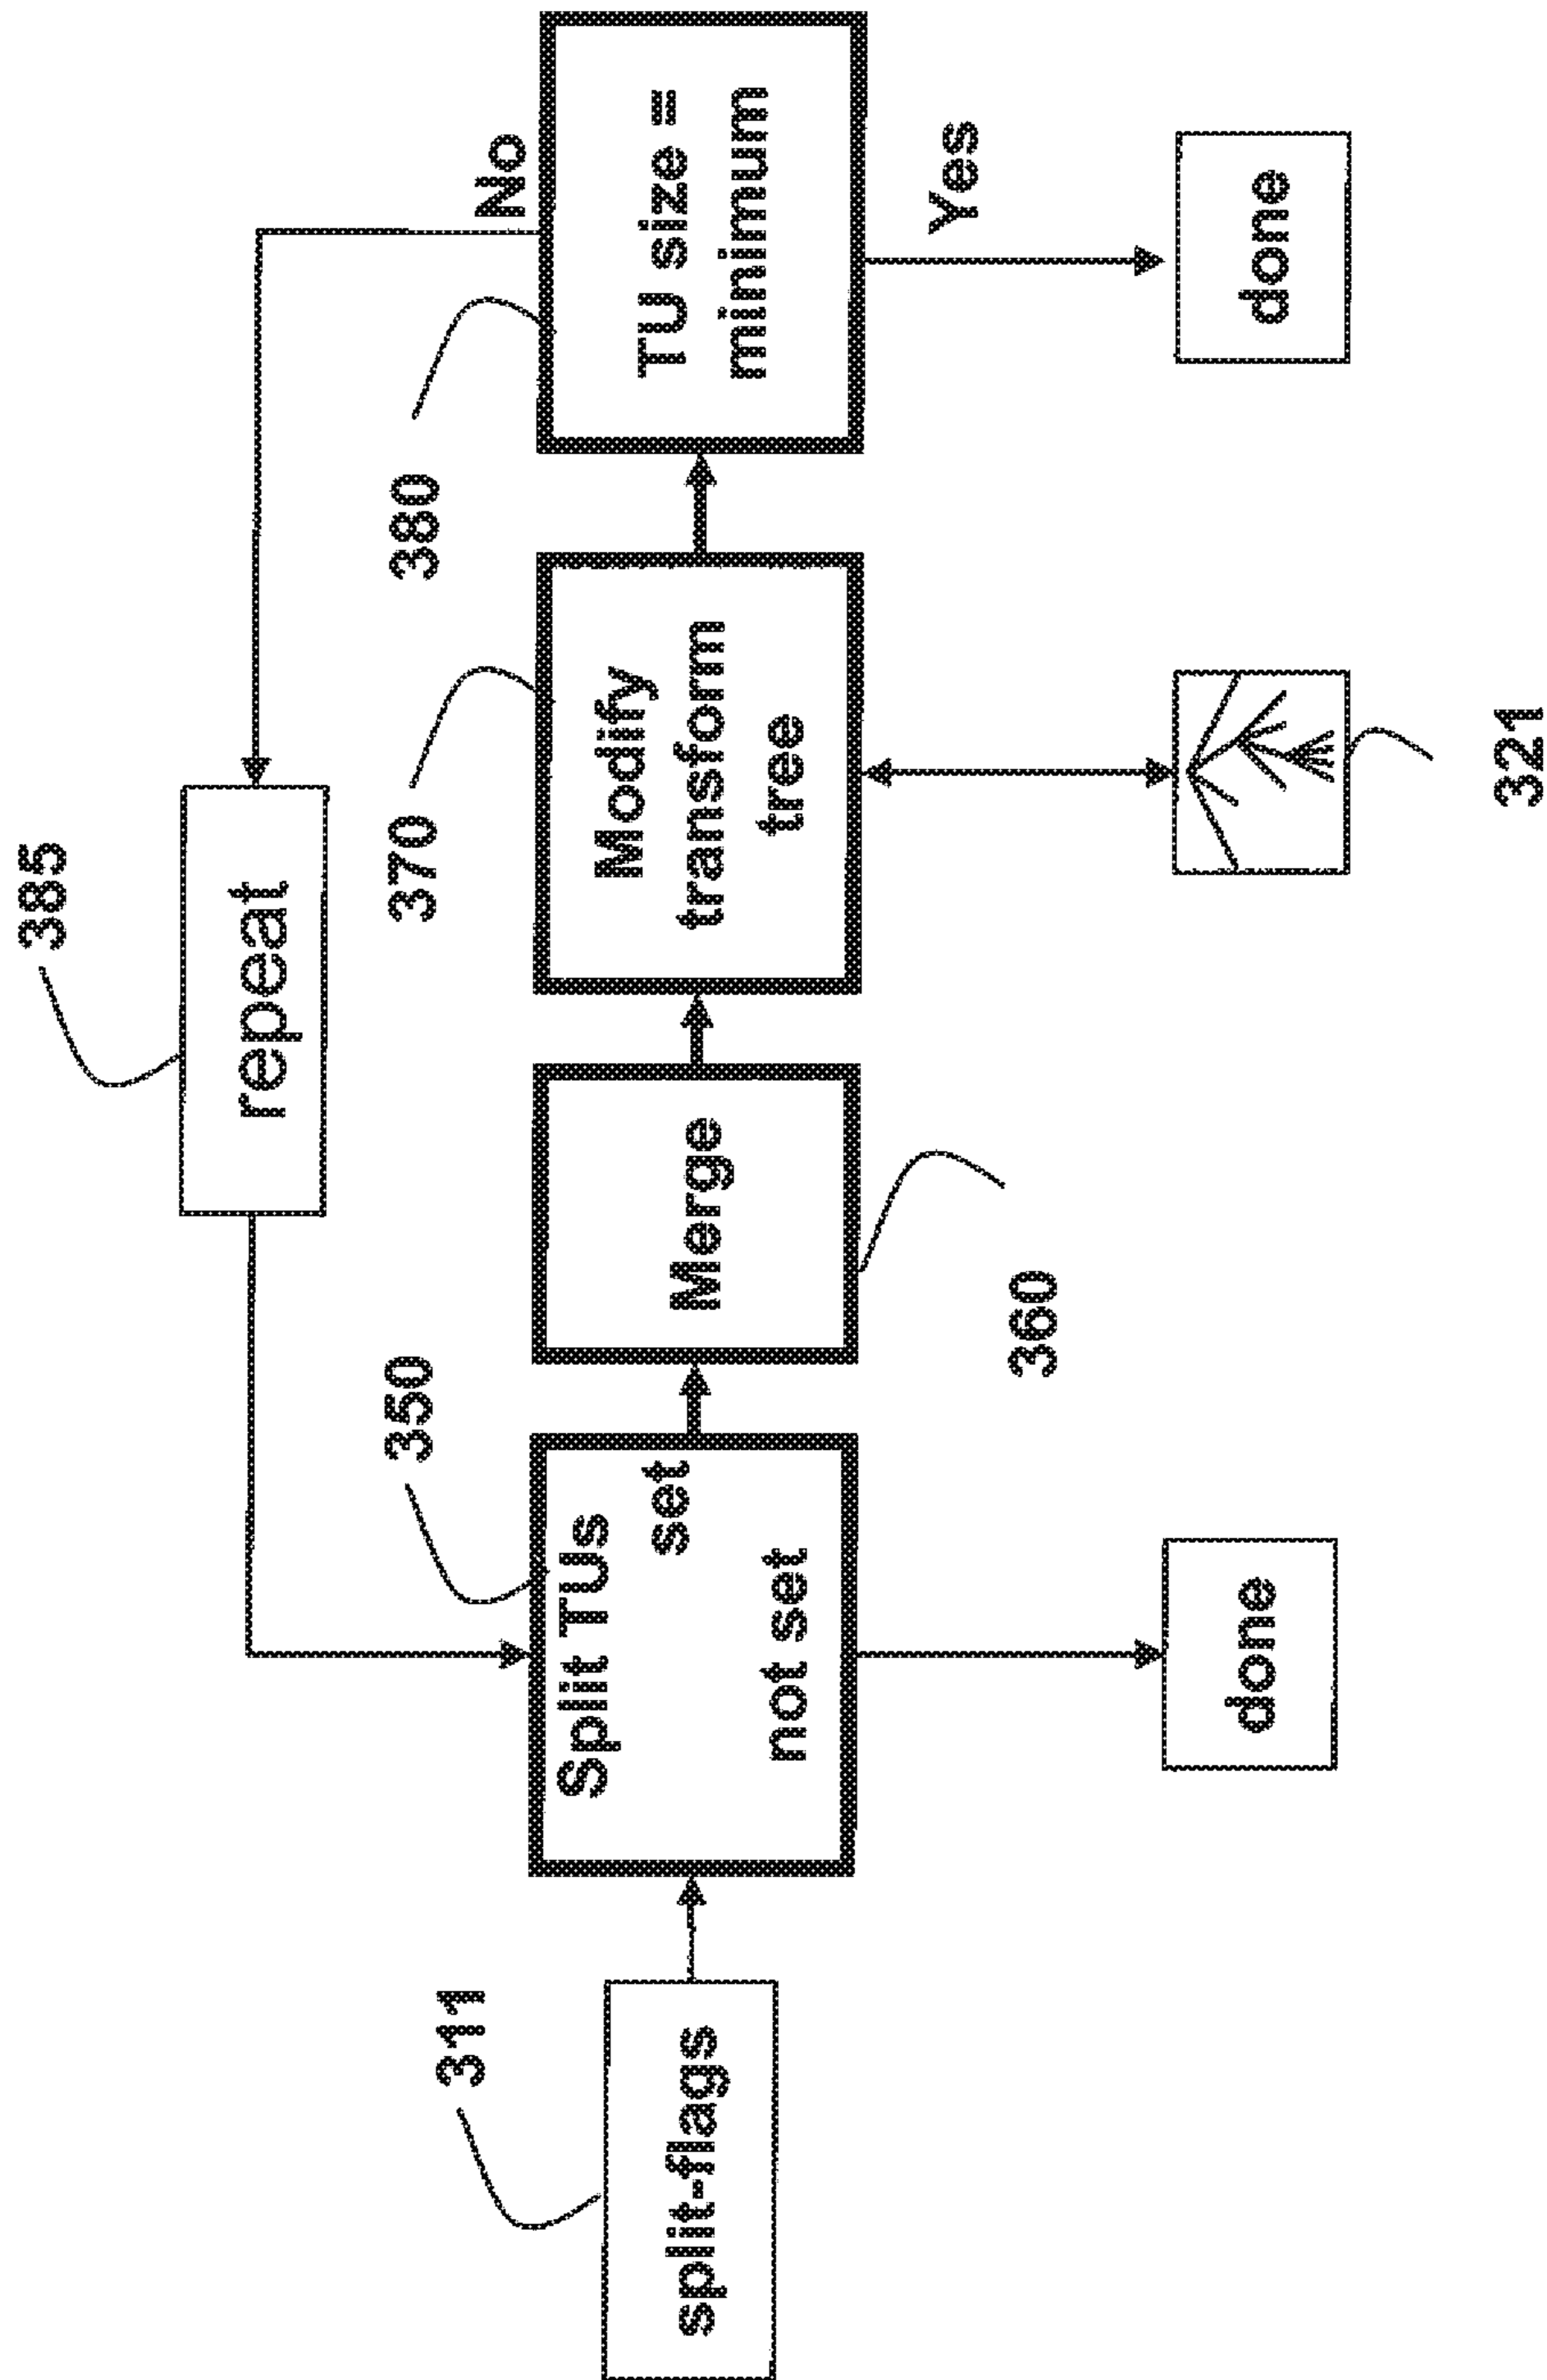 385
repeat
No
311
350
370
380
split-flags
Split TUs
set
not set
Merge
Modify
transform
tree
TU size =
minimum
360
Yes
done
done
321